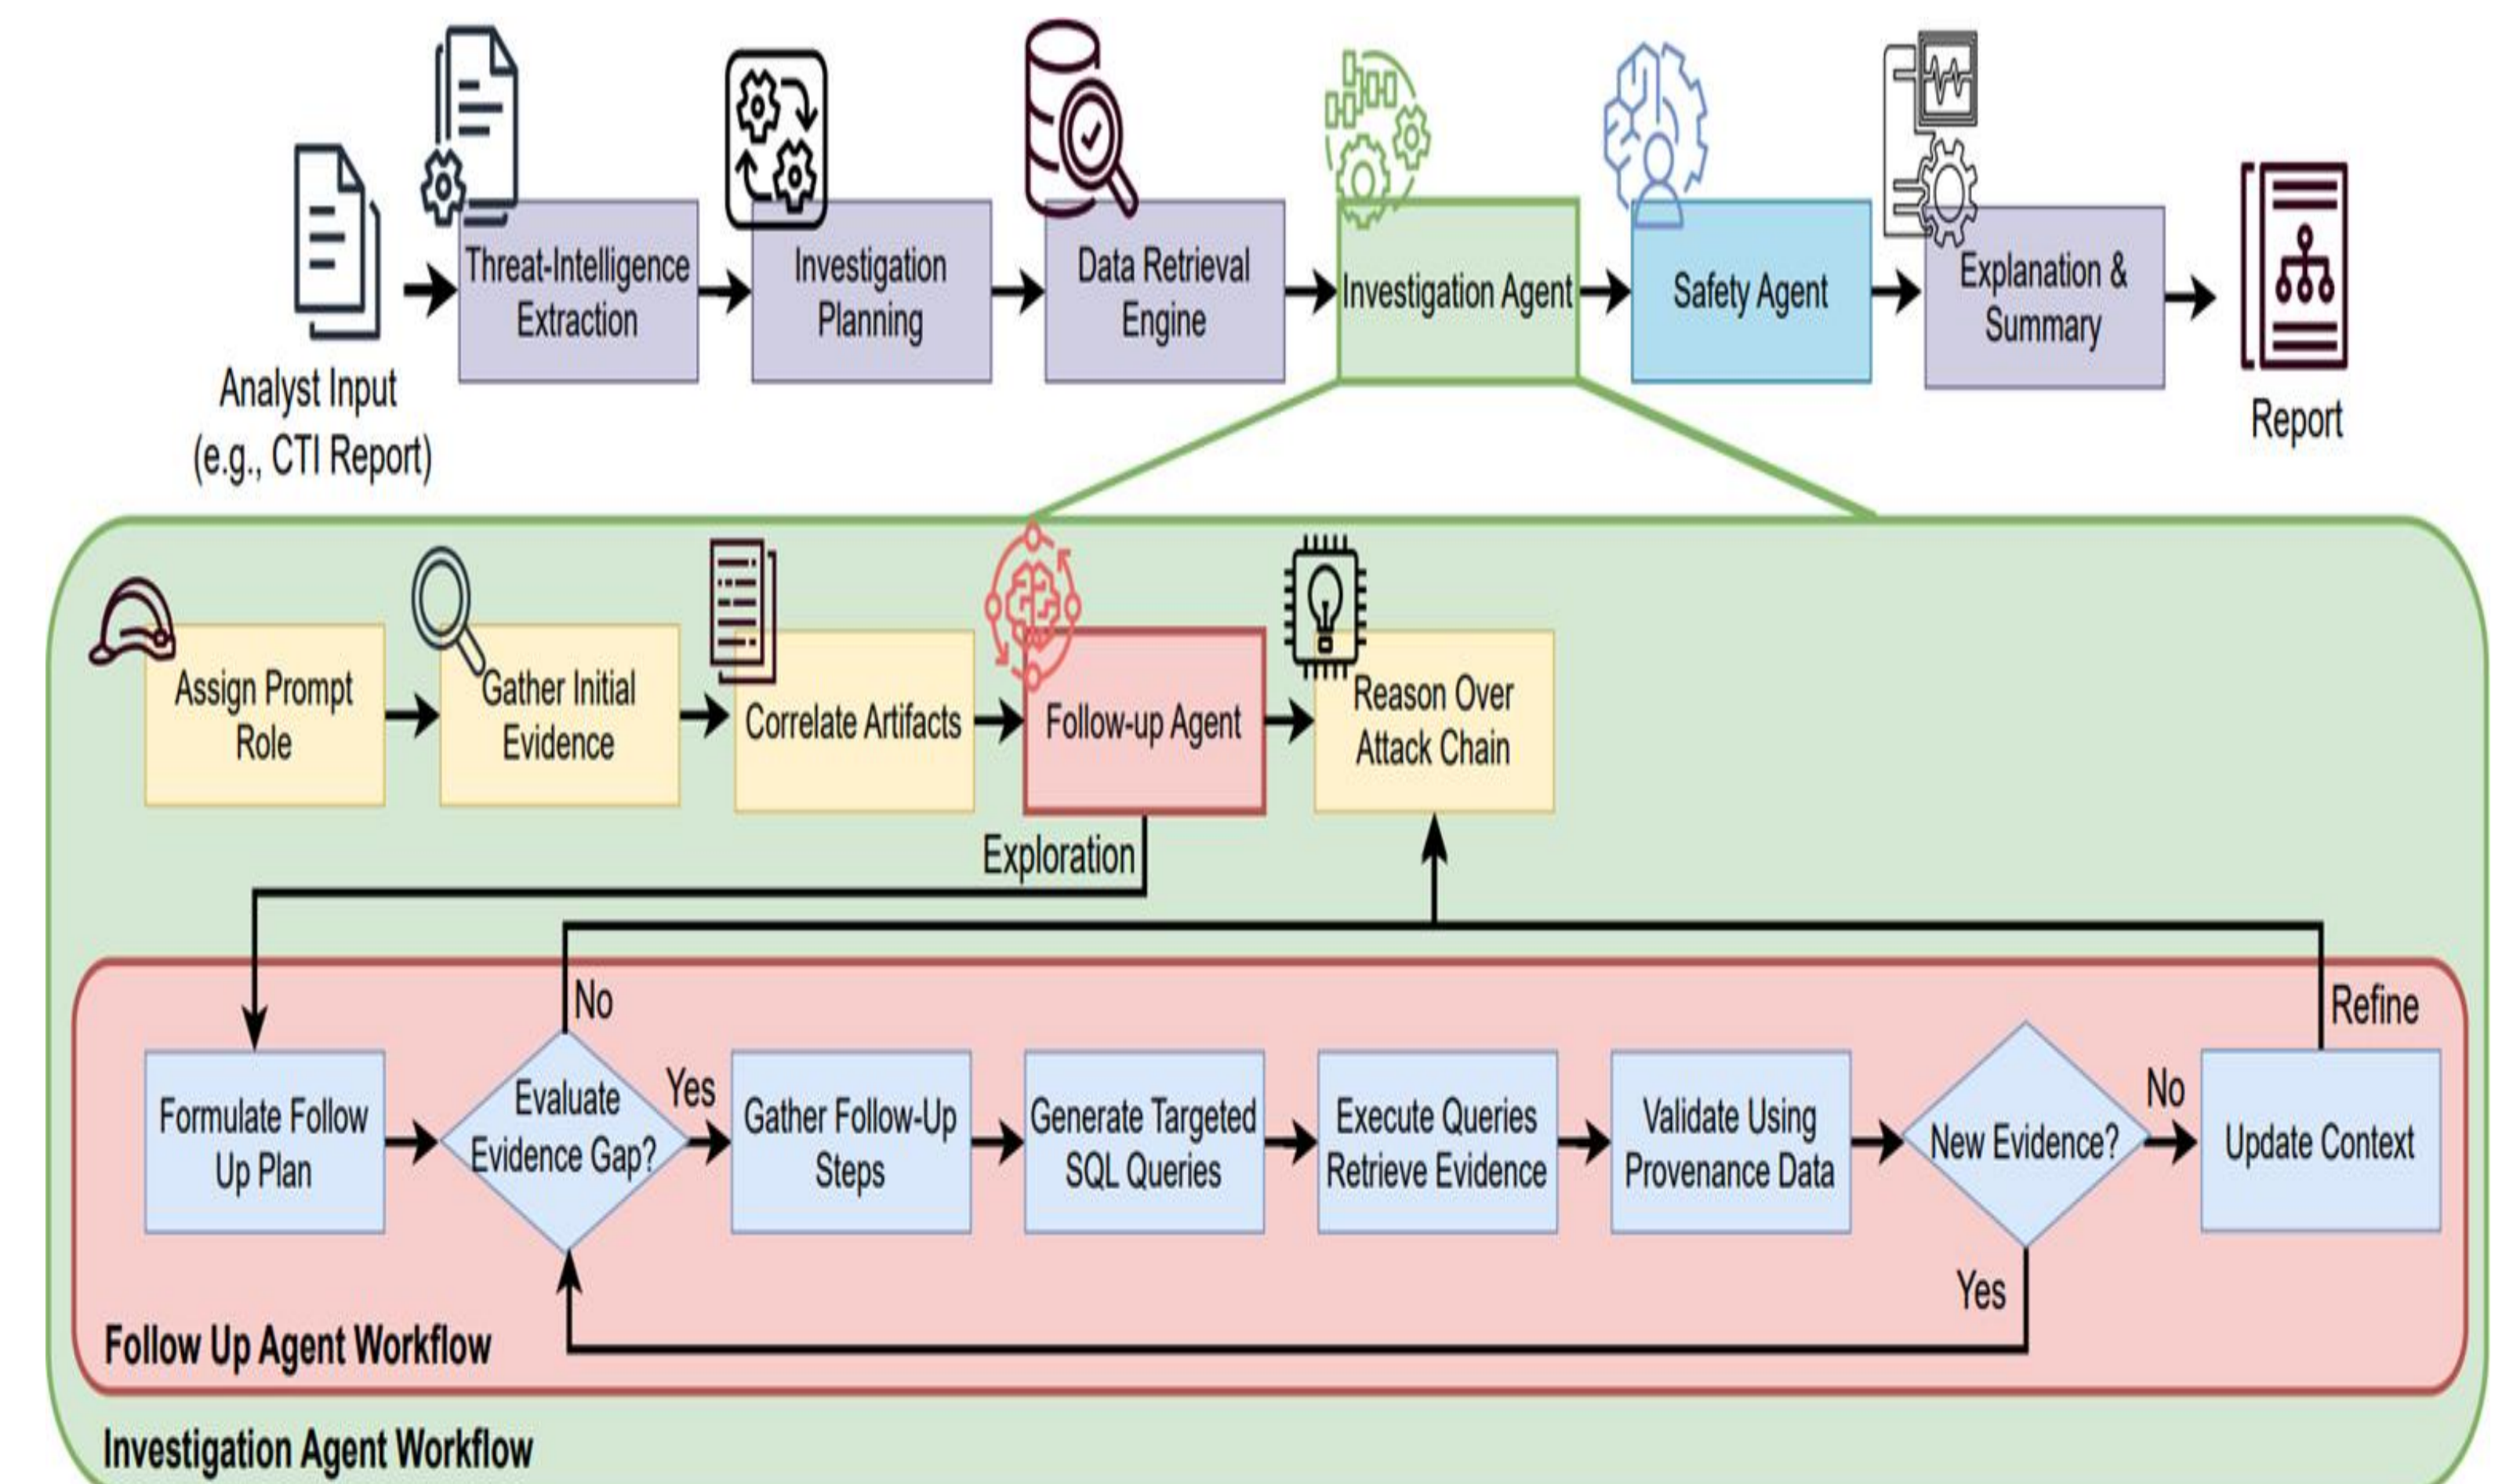 Threat-Intelligence
Extraction
Investigation
Planning
Data Retrieval
Engine
Investigation Agent
Safety Agent
Explanation &
Summary
Analyst Input
(e.g., CTI Report)
Report
Assign Prompt
Role
Gather Initial
Evidence
Correlate Artifacts
Follow-up Agent
Reason Over
Attack Chain
Exploration
No
Refine
Formulate Follow
Up Plan
Evaluate
Evidence Gap?
Yes
Gather Follow-Up
Steps
Generate Targeted
SQL Queries
Execute Queries
Retrieve Evidence
Validate Using
Provenance Data
New Evidence?
No
Update Context
Yes
Follow Up Agent Workflow
Investigation Agent Workflow